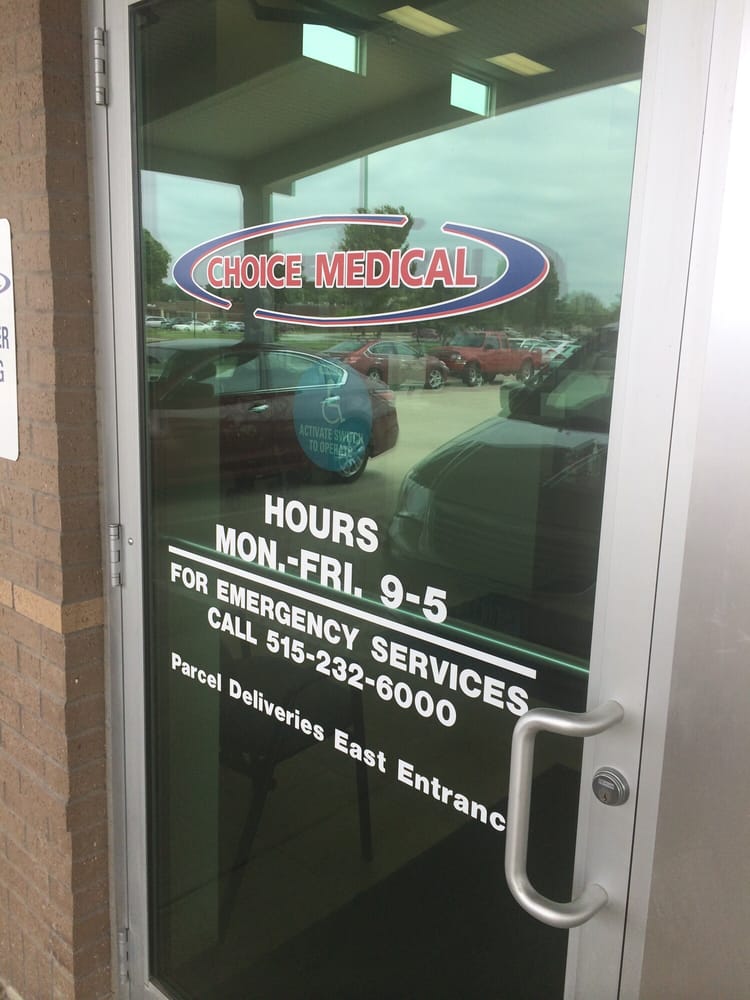 CHOICE MEDICAL
ACTIVATE SWITCH
TO OPERATE
HOURS
MON.-FRI. 9-5
FOR EMERGENCY SERVICES
CALL 515-232-6000
Parcel Deliveries East Entranc
ER
G